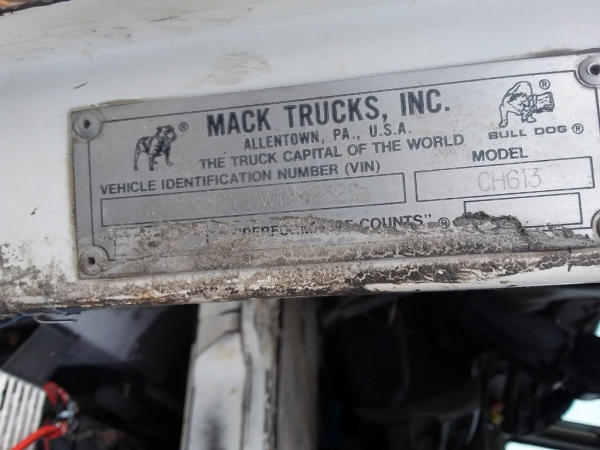 MACK TRUCKS, INC.
ALLENTOWN, PA., U.S.A.
THE TRUCK CAPITAL OF THE WORLD
BULL DOG ®
VEHICLE IDENTIFICATION NUMBER (VIN)
MODEL
CH613
COUNTS"®